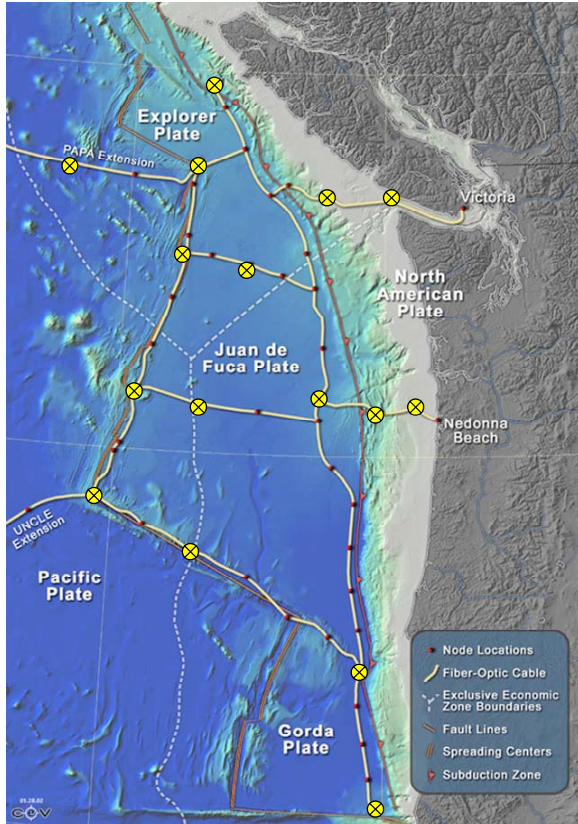 Explorer
Plate
PAPA Extension
Victoria
North
American
Plate
Juan de
Fuca Plate
Nedonna
Beach
UNCLE
Extension
Pacific
Plate
Gorda
Plate
Node Locations
Fiber-Optic Cable
Exclusive Economic
Zone Boundaries
Fault Lines
Spreading Centers
Subduction Zone
05.28.02